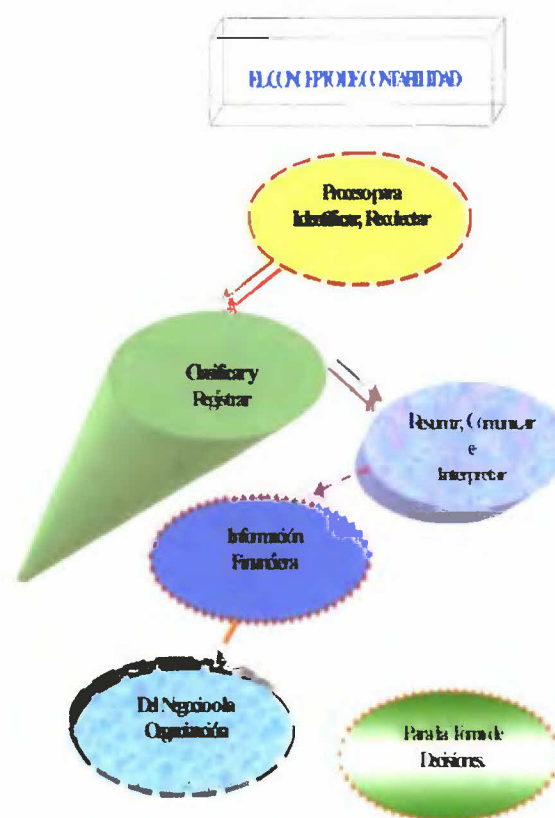 EL CONCEPTO DE CONTABILIDAD
Proceso para
Identificar, Recolectar
Clasificar y
Registrar
Resumir, Comunicar
e
Interpretar
Información
Financiera
Del Negocio o la
Organización
Para la Toma de
Decisiones.